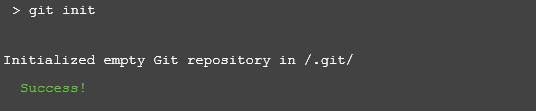 > git init
Initialized empty Git repository in /.git/
Success!